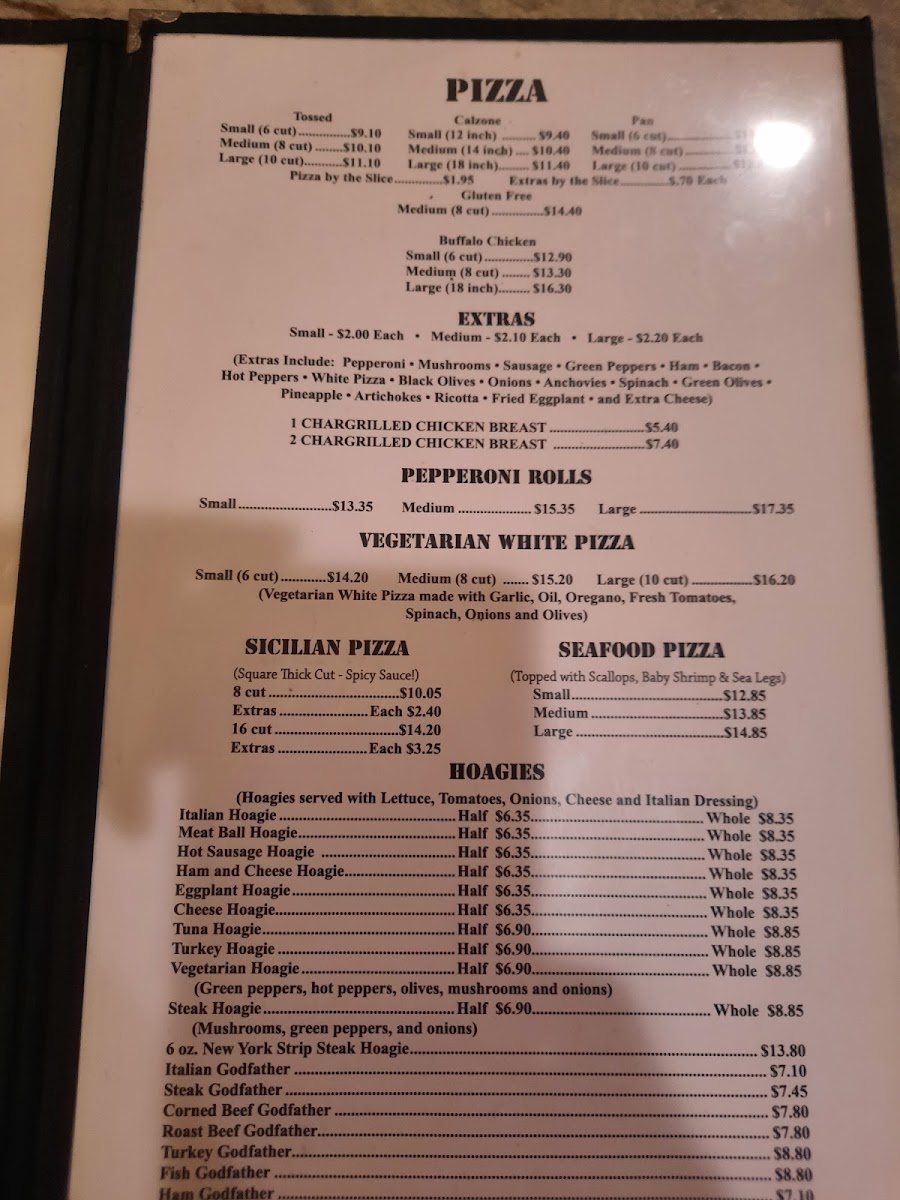 PIZZA
Tossed Calzone Pan
Small (6 cut)..............$9.10 Small (12 inch) ......... $9.40 Small (6 cut)
Medium (8 cut) .......$10.10 Medium (14 inch) .... $10.40 Medium (8 cut)
Large (10 cut)..........$11.10 Large (18 inch)......... $11.40 Large (10 cut)
Pizza by the Slice..............$1.95 Extras by the Slice..............$.70 Each
Gluten Free
Medium (8 cut)...............$14.40
Buffalo Chicken
Small (6 cut)..............$12.90
Medium (8 cut) ........ $13.30
Large (18 inch)......... $16.30
EXTRAS
Small - $2.00 Each • Medium - $2.10 Each • Large - $2.20 Each
(Extras Include: Pepperoni • Mushrooms • Sausage • Green Peppers • Ham • Bacon •
Hot Peppers • White Pizza • Black Olives • Onions • Anchovies • Spinach • Green Olives •
Pineapple • Artichokes • Ricotta • Fried Eggplant • and Extra Cheese)
1 CHARGRILLED CHICKEN BREAST ..........................$5.40
2 CHARGRILLED CHICKEN BREAST .........................$7.40
PEPPERONI ROLLS
Small.........................$13.35 Medium .................... $15.35 Large ..............................$17.35
VEGETARIAN WHITE PIZZA
Small (6 cut)............$14.20 Medium (8 cut) ....... $15.20 Large (10 cut) ................$16.20
(Vegetarian White Pizza made with Garlic, Oil, Oregano, Fresh Tomatoes,
Spinach, Onions and Olives)
SICILIAN PIZZA
(Square Thick Cut - Spicy Sauce!)
8 cut...................................$10.05
Extras ........................Each $2.40
16 cut .................................$14.20
Extras ........................Each $3.25
SEAFOOD PIZZA
(Topped with Scallops, Baby Shrimp & Sea Legs)
Small........................................$12.85
Medium ...................................$13.85
Large .......................................$14.85
HOAGIES
(Hoagies served with Lettuce, Tomatoes, Onions, Cheese and Italian Dressing)
Italian Hoagie........................................Half $6.35.............................................. Whole $8.35
Meat Ball Hoagie.....................................Half $6.35.............................................. Whole $8.35
Hot Sausage Hoagie ................................Half $6.35.............................................. Whole $8.35
Ham and Cheese Hoagie..........................Half $6.35.............................................. Whole $8.35
Eggplant Hoagie......................................Half $6.35.............................................. Whole $8.35
Cheese Hoagie.........................................Half $6.35.............................................. Whole $8.35
Tuna Hoagie............................................Half $6.90.............................................. Whole $8.85
Turkey Hoagie ........................................Half $6.90.............................................. Whole $8.85
Vegetarian Hoagie...................................Half $6.90.............................................. Whole $8.85
(Green peppers, hot peppers, olives, mushrooms and onions)
Steak Hoagie...........................................Half $6.90.............................................. Whole $8.85
(Mushrooms, green peppers, and onions)
6 oz. New York Strip Steak Hoagie.................................................................... $13.80
Italian Godfather ................................................................................................ $7.10
Steak Godfather .................................................................................................. $7.45
Corned Beef Godfather ....................................................................................... $7.80
Roast Beef Godfather.......................................................................................... $7.80
Turkey Godfather................................................................................................ $8.80
Fish Godfather .................................................................................................... $8.80
Ham Godfather ................................................................................................... $7.10